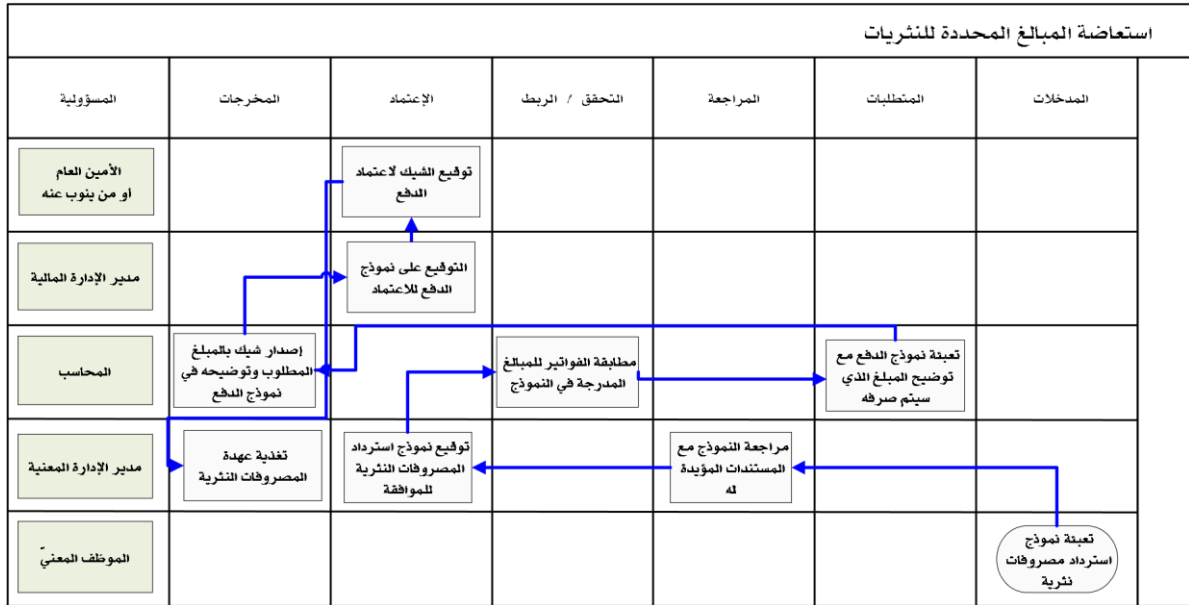 استعاضة المبالغ المحددة للنثريات
المدخلات
المتطلبات
المراجعة
التحقق / الربط
الإعتماد
المخرجات
المسؤولية
توقيع الشيك لاعتماد
الدفع
الأمين العام
او من ينوب عنه
التوقيع على نموذج
الدفع للاعتماد
مدير الإدارة المالية
تعبئة نموذج الدفع مع
توضيح المبلغ الذي
سيتم صرفه
مطابقة الفواتير للمبالغ
المدرجة في النموذج
إصدار شيك بالمبلغ
المطلوب وتوضيحه في
نموذج الدفع
المحاسب
مراجعة النموذج مع
المستندات المؤيدة
له
توقيع نموذج استرداد
المصروفات النثرية
للموافقة
تغذية عهدة
المصروفات النثرية
مدير الإدارة المعنية
تعبئة نموذج
استرداد مصروفات
نثرية
الموظف المعنيّ